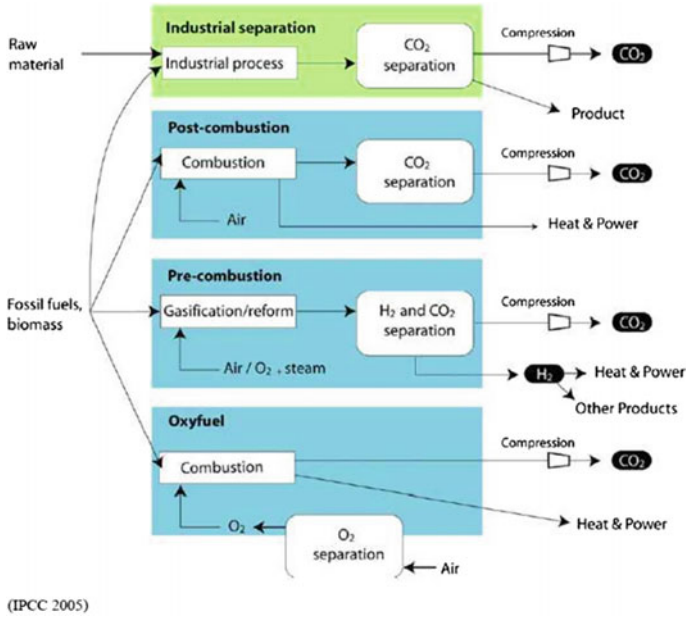 Industrial separation
Raw
material
Industrial process
CO₂
separation
Compression
CO₂
Product
Post-combustion
Combustion
CO₂
separation
Compression
CO₂
Air
Heat & Power
Fossil fuels,
biomass
Pre-combustion
Gasification/reform
H₂ and CO₂
separation
Compression
CO₂
Air / O₂ + steam
H₂
Heat & Power
Other Products
Oxyfuel
Combustion
Compression
CO₂
O₂
O₂
separation
Heat & Power
Air
(IPCC 2005)